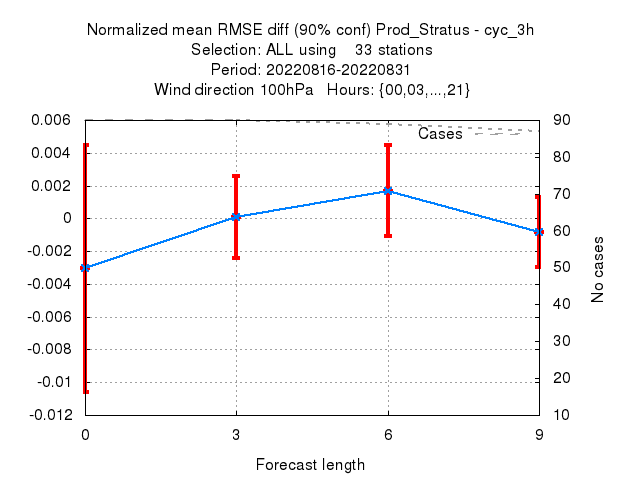 Normalized mean RMSE diff (90% conf) Prod_Stratus - cyc_3h
Selection: ALL using    33 stations
Period: 20220816-20220831
Wind direction 100hPa   Hours: {00,03,...,21}
0.006
0.004
0.002
0
-0.002
-0.004
-0.006
-0.008
-0.01
-0.012
Cases
90
80
70
60
50
40
30
20
10
No cases
0 3 6 9
Forecast length